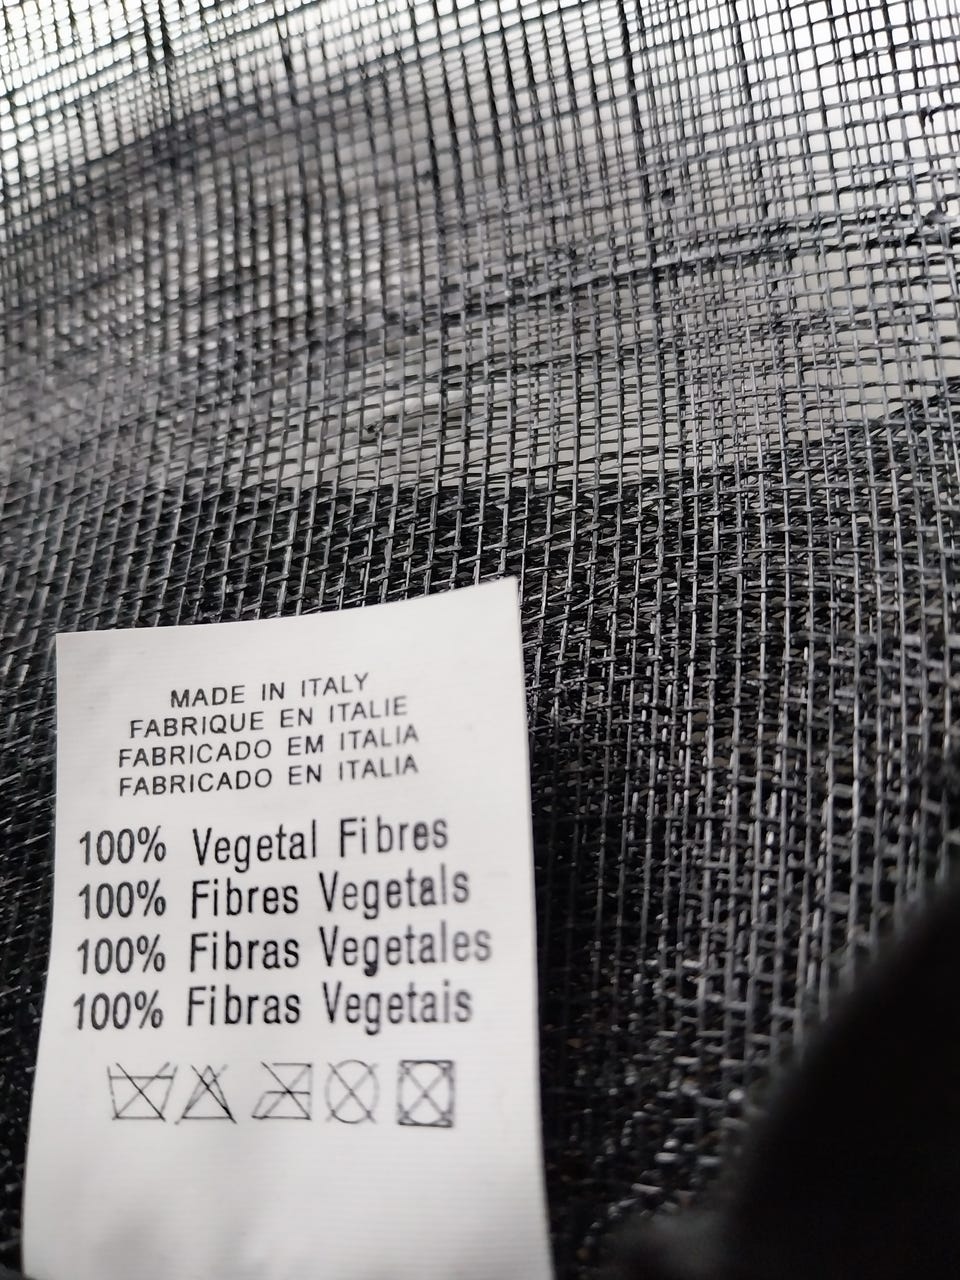 MADE IN ITALY
FABRIQUE EN ITALIE
FABRICADO EM ITALIA
FABRICADO EN ITALIA
100% Vegetal Fibres
100% Fibres Vegetals
100% Fibras Vegetales
100% Fibras Vegetais